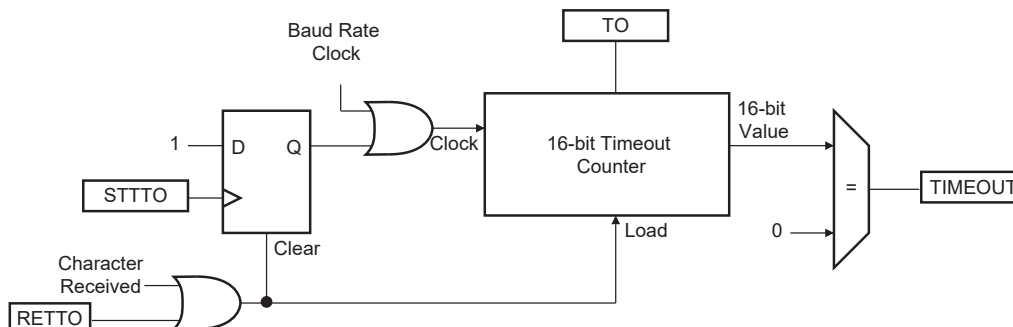 Baud Rate
Clock
TO
1
D
Q
Clock
16-bit Timeout
Counter
16-bit
Value
=
TIMEOUT
STTTO
Clear
Load
0
Character
Received
RETTO